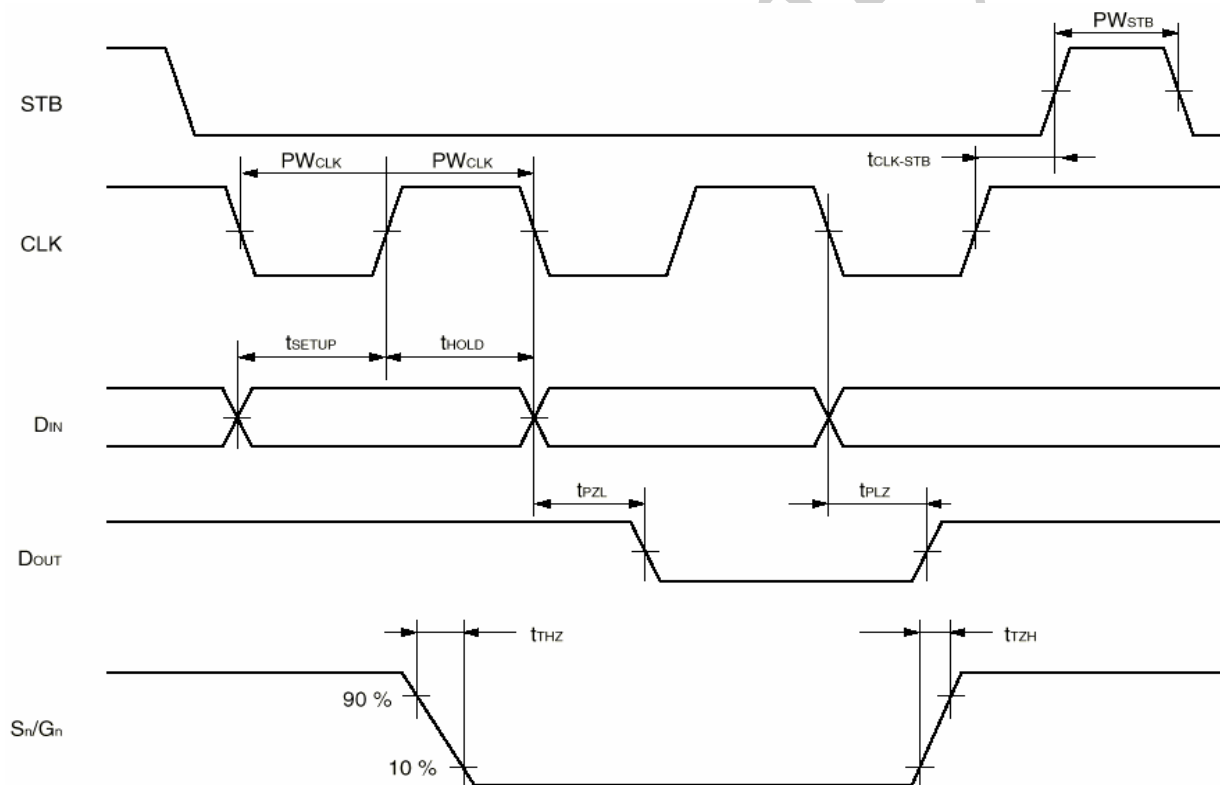 PWSTB
STB
tCLK-STB
PWCLK PWCLK
CLK
tSETUP tHOLD
DIN
tPZL tPLZ
DOUT
tTHZ tTZH
90 %
Sn/Gn
10 %